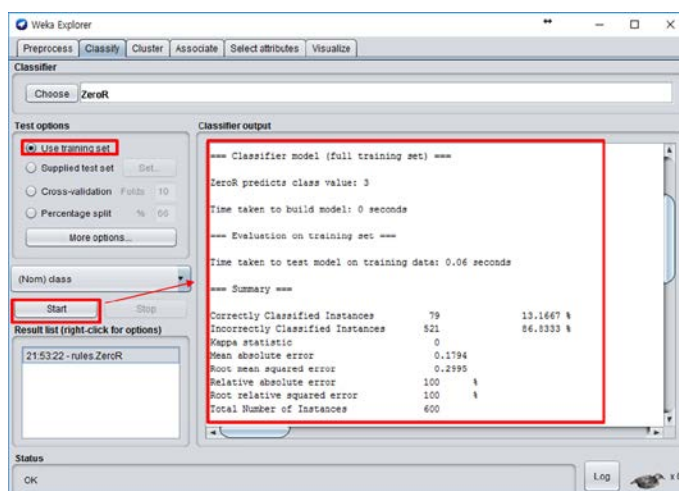 Weka Explorer
Preprocess Classify Cluster Associate Select attributes Visualize
Classifier
Choose ZeroR
Test options
Use training set
Supplied test set Set...
Cross-validation Folds 10
Percentage split % 66
More options...
(Nom) class
Start Stop
Result list (right-click for options)
21:53:22 - rules.ZeroR
Classifier output
=== Classifier model (full training set) ===
ZeroR predicts class value: 3
Time taken to build model: 0 seconds
=== Evaluation on training set ===
Time taken to test model on training data: 0.06 seconds
=== Summary ===
Correctly Classified Instances 79 13.1667 %
Incorrectly Classified Instances 521 86.8333 %
Kappa statistic 0
Mean absolute error 0.1794
Root mean squared error 0.2995
Relative absolute error 100 %
Root relative squared error 100 %
Total Number of Instances 600
Status
OK
Log
x 0